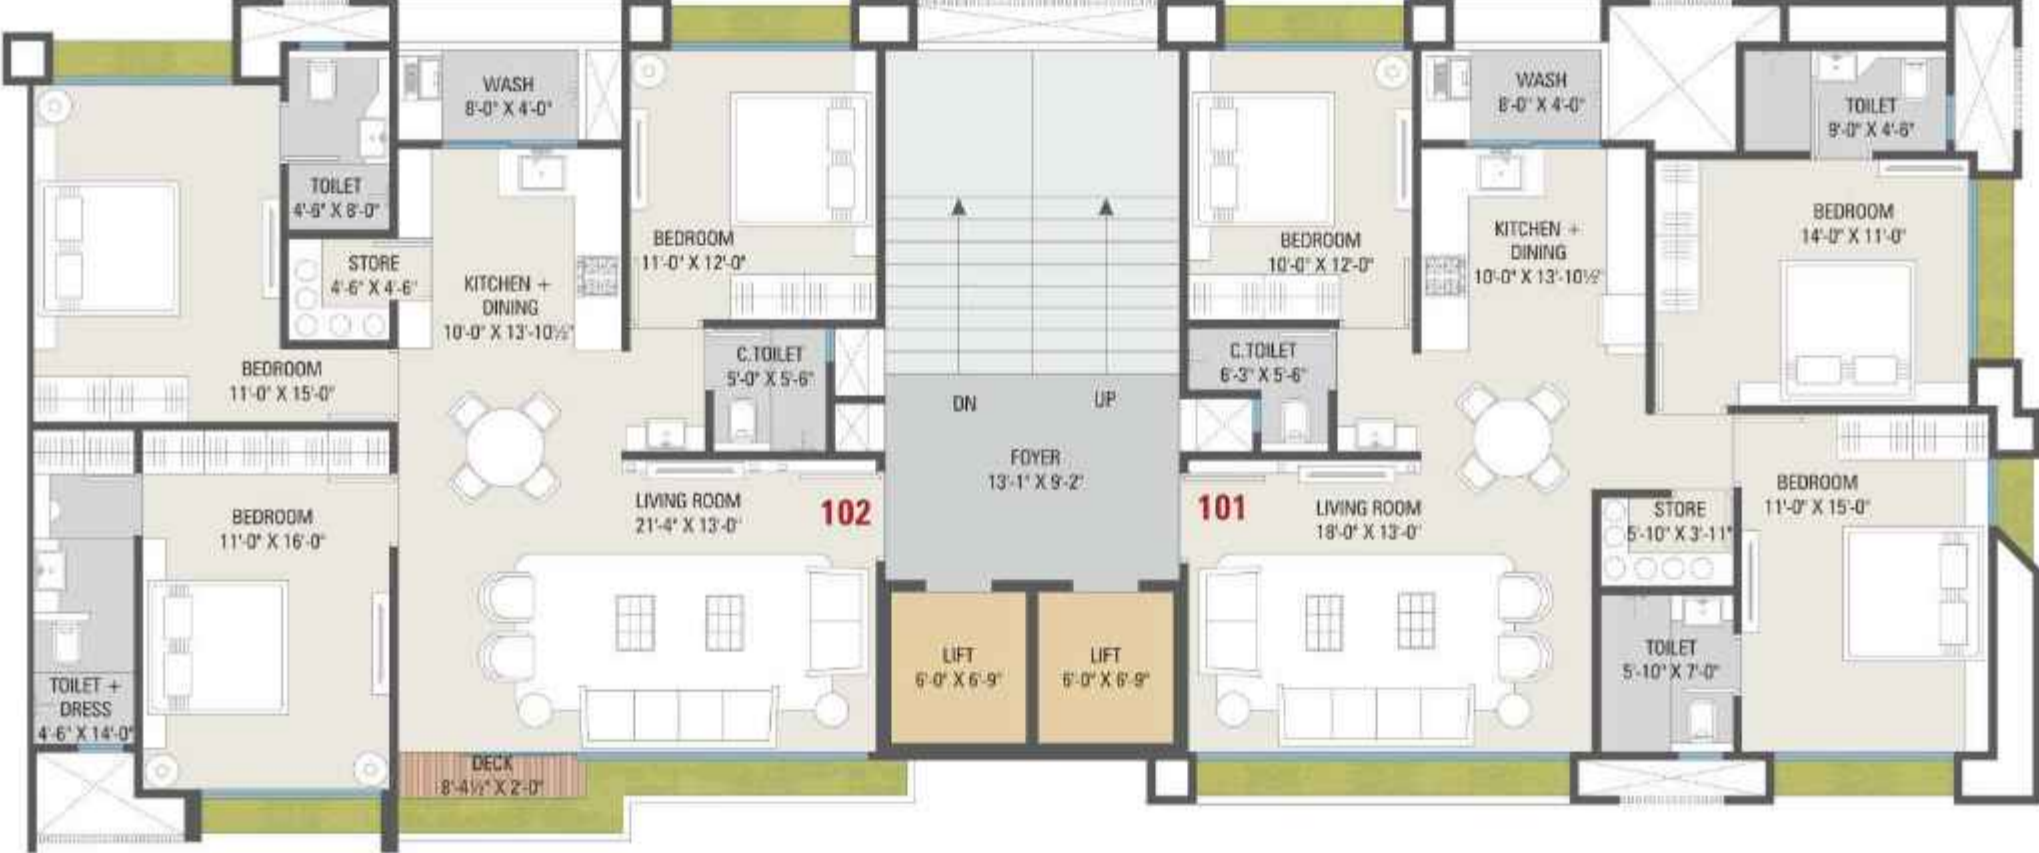 WASH
8'-0" X 4'-0"
TOILET
4'-6" X 8'-0"
STORE
4'-6" X 4'-6"
KITCHEN +
DINING
10'-0" X 13'-10½"
BEDROOM
11'-0" X 12'-0"
BEDROOM
11'-0" X 15'-0"
C.TOILET
5'-0" X 5'-6"
BEDROOM
11'-0" X 16'-0"
LIVING ROOM
21'-4" X 13'-0"
102
TOILET +
DRESS
4'-6" X 14'-0"
DECK
8'-4½" X 2'-0"
DN
UP
FOYER
13'-1" X 9'-2"
LIFT
6'-0" X 6'-9"
LIFT
6'-0" X 6'-9"
WASH
8'-0" X 4'-0"
TOILET
9'-0" X 4'-6"
BEDROOM
10'-0" X 12'-0"
KITCHEN +
DINING
10'-0" X 13'-10½"
BEDROOM
14'-0" X 11'-0"
C.TOILET
6'-3" X 5'-6"
101
LIVING ROOM
18'-0" X 13'-0"
STORE
5'-10" X 3'-11"
BEDROOM
11'-0" X 15'-0"
TOILET
5'-10" X 7'-0"